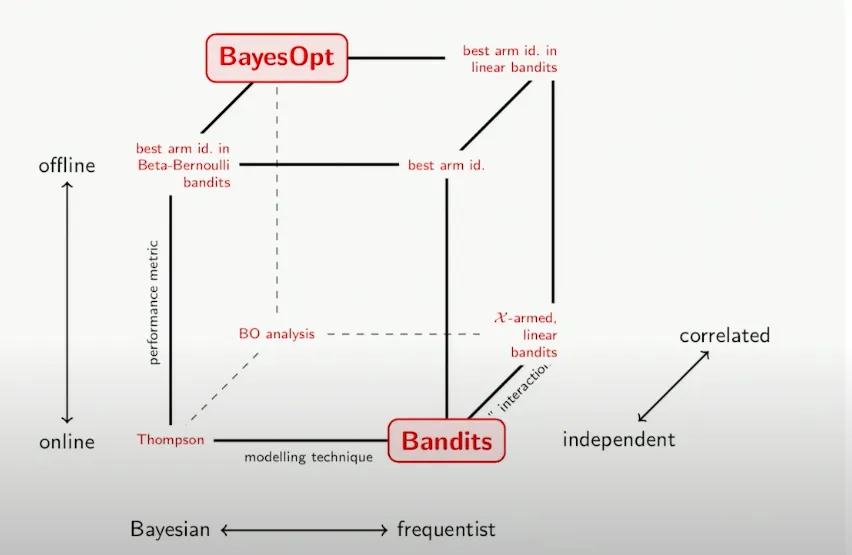 BayesOpt
best arm id. in
linear bandits
best arm id. in
Beta-Bernoulli
bandits
best arm id.
offline
performance metric
BO analysis
𝒳-armed,
linear
bandits
correlated
" interaction
online
Thompson
Bandits
independent
modelling technique
Bayesian
frequentist